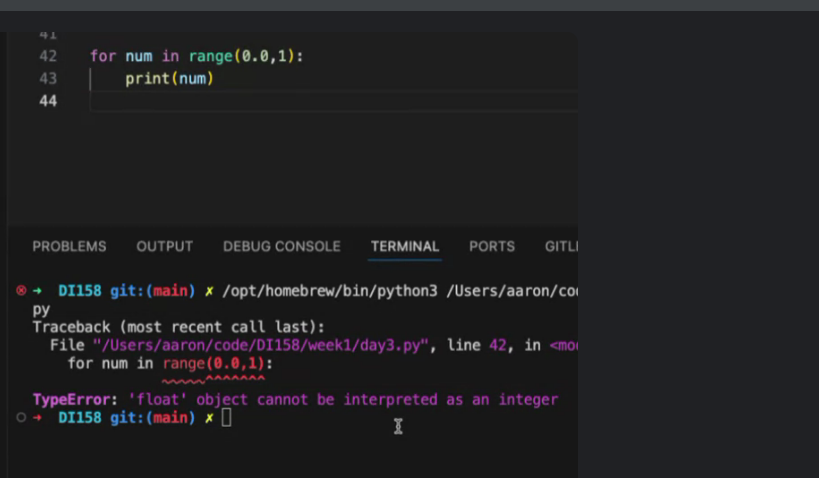 41
42 for num in range(0.0,1):
43 print(num)
44
PROBLEMS OUTPUT DEBUG CONSOLE TERMINAL PORTS
DI158 git:(main) ✗ /opt/homebrew/bin/python3 /Users/aaron/co
py
Traceback (most recent call last):
File "/Users/aaron/code/DI158/week1/day3.py", line 42, in <mo
for num in range(0.0,1):
~~~~~^^^^^^^
TypeError: 'float' object cannot be interpreted as an integer
DI158 git:(main) ✗